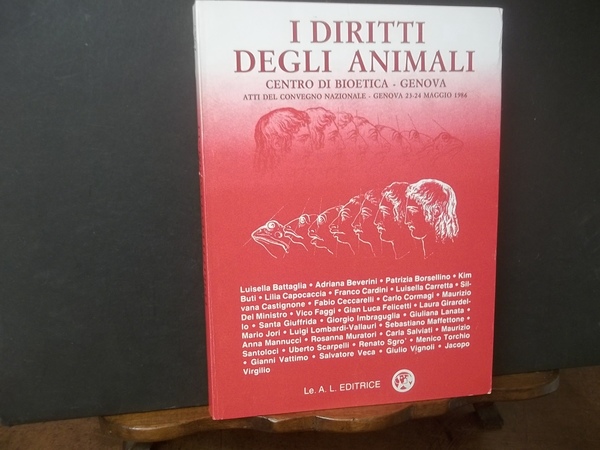 I DIRITTI
DEGLI ANIMALI
CENTRO DI BIOETICA - GENOVA
ATTI DEL CONVEGNO NAZIONALE - GENOVA 23-24 MAGGIO 1986
Luisella Battaglia • Adriana Beverini • Patrizia Borsellino • Kim
Buti • Lilia Capocaccia • Franco Cardini • Luisella Carretta • Sil-
vana Castignone • Fabio Ceccarelli • Carlo Cormagi • Maurizio
Del Ministro • Vico Faggi • Gian Luca Felicetti • Laura Girardel-
lo • Santa Giuffrida • Giorgio Imbraguglia • Giuliana Lanata •
Mario Jori • Luigi Lombardi-Vallauri • Sebastiano Maffettone •
Anna Mannucci • Rosanna Muratori • Carla Salviati • Maurizio
Santoloci • Uberto Scarpelli • Renato Sgro' • Menico Torchio
• Gianni Vattimo • Salvatore Veca • Giulio Vignoli • Jacopo
Virgilio
Le. A. L. EDITRICE